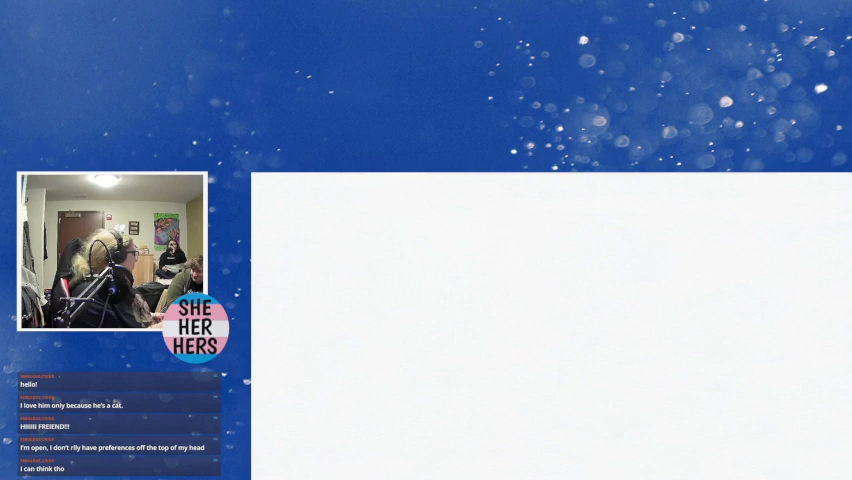 SHE
HER
HERS
hello!
I love him only because he's a cat.
HIIIIII FREIEND!!!
I'm open, I don't rlly have preferences off the top of my head
I can think tho